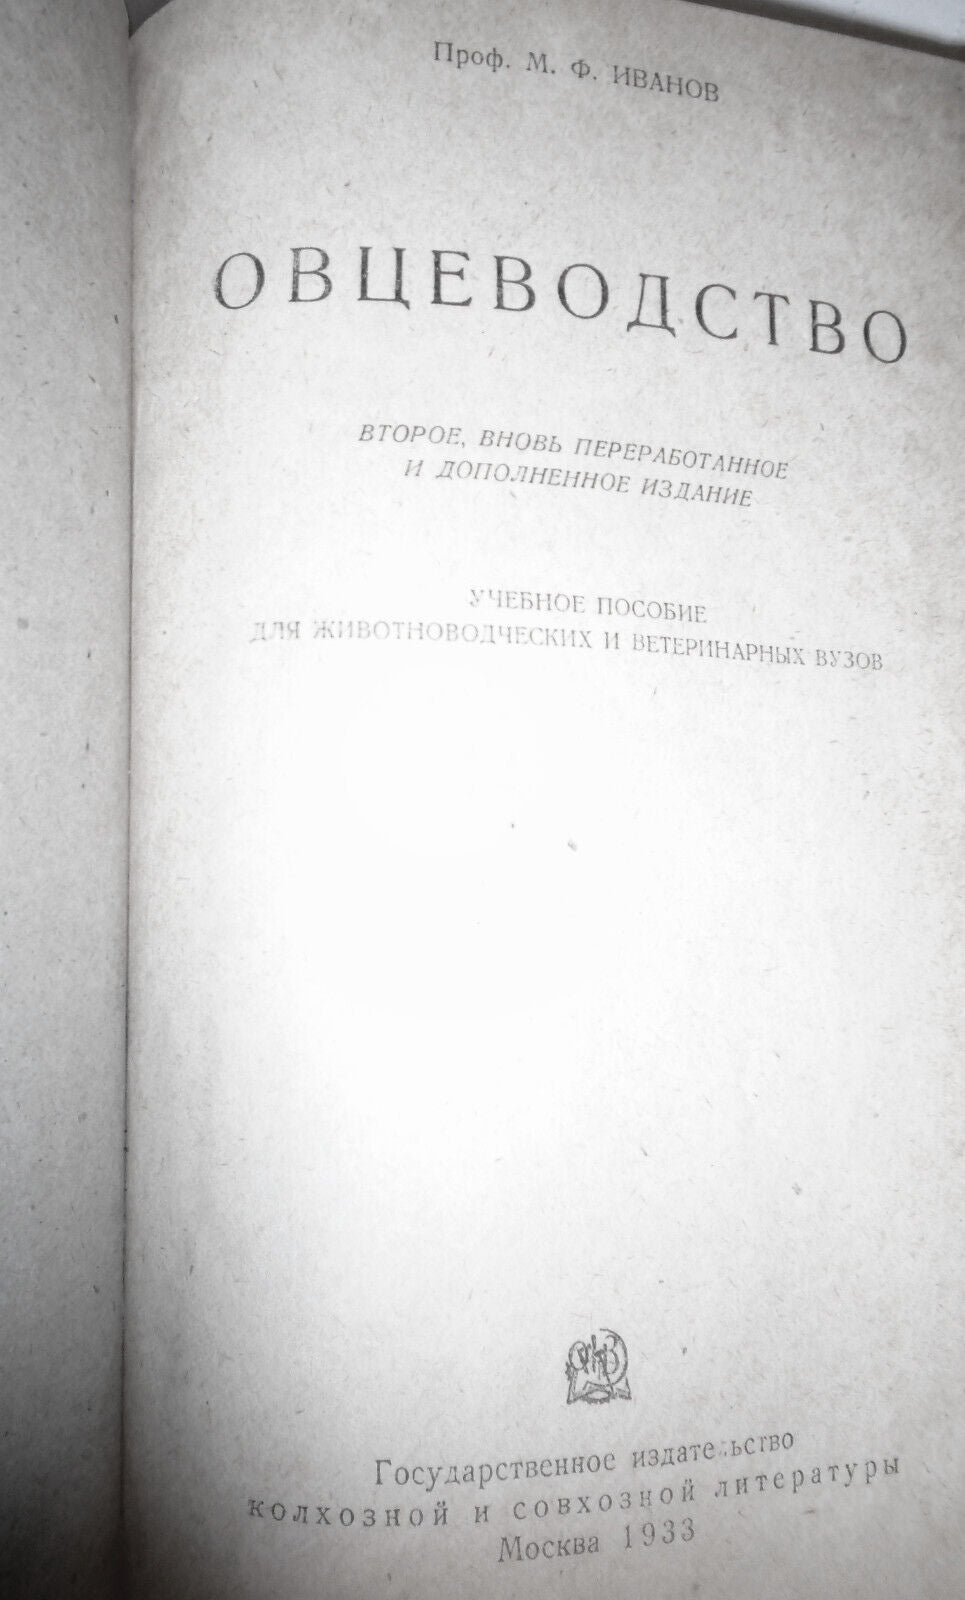 Проф. М. Ф. ИВАНОВ
ОВЦЕВОДСТВО
ВТОРОЕ, ВНОВЬ ПЕРЕРАБОТАННОЕ
И ДОПОЛНЕННОЕ ИЗДАНИЕ
УЧЕБНОЕ ПОСОБИЕ
ДЛЯ ЖИВОТНОВОДЧЕСКИХ И ВЕТЕРИНАРНЫХ ВУЗОВ
Государственное издательство
колхозной и совхозной литературы
Москва 1933